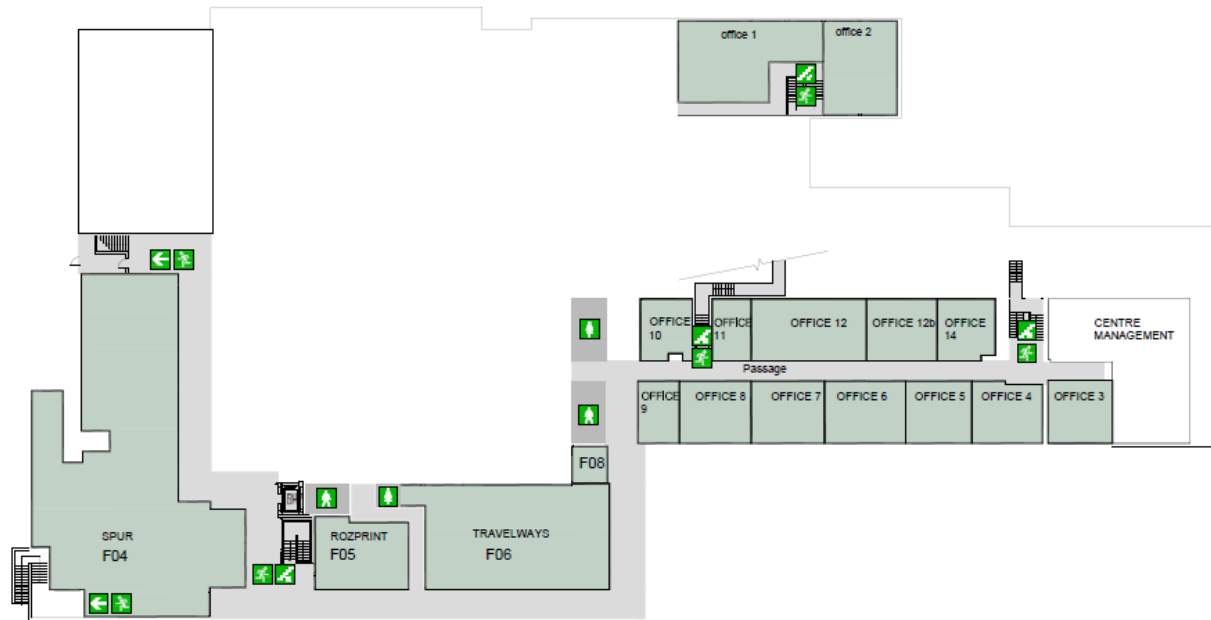 office 1
office 2
OFFICE
10
OFFICE
11
OFFICE 12
OFFICE 12b
OFFICE
14
CENTRE
MANAGEMENT
Passage
OFFICE
9
OFFICE 8
OFFICE 7
OFFICE 6
OFFICE 5
OFFICE 4
OFFICE 3
F08
SPUR
F04
ROZPRINT
F05
TRAVELWAYS
F06